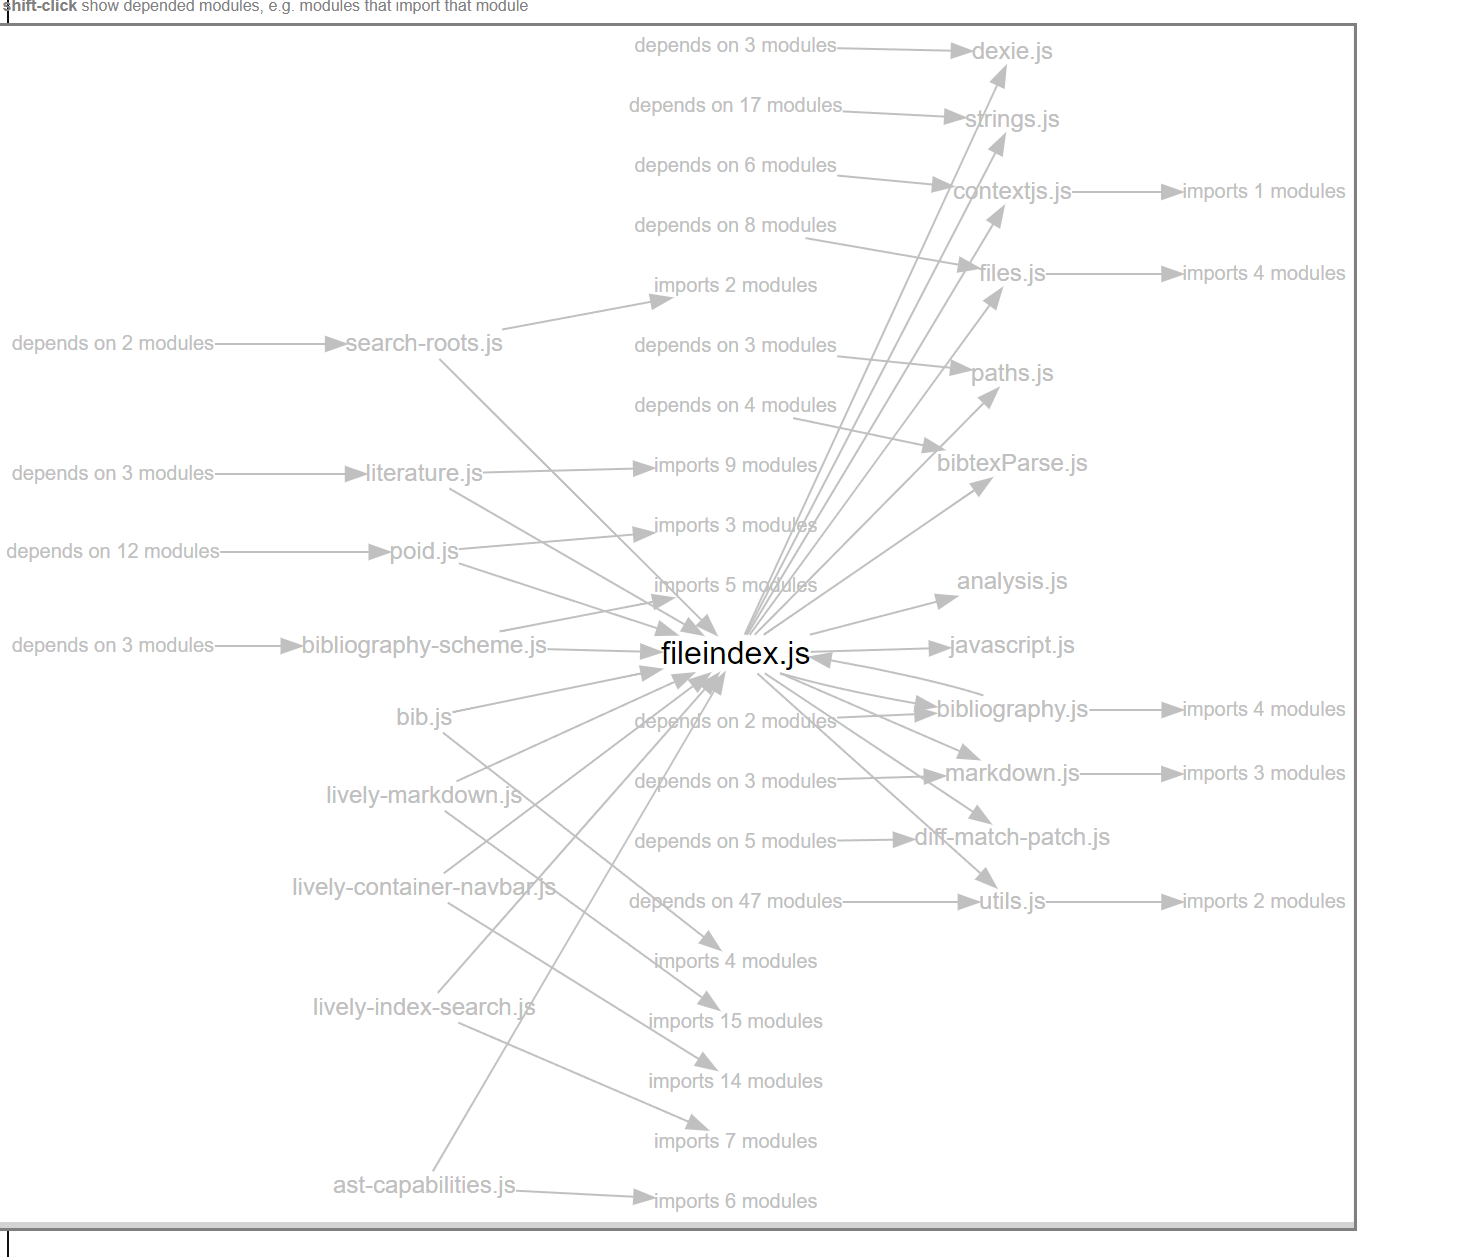 shift-click show depended modules, e.g. modules that import that module
depends on 3 modules
dexie.js
depends on 17 modules
strings.js
depends on 6 modules
contextjs.js
imports 1 modules
depends on 8 modules
files.js
imports 4 modules
imports 2 modules
depends on 2 modules
search-roots.js
depends on 3 modules
paths.js
depends on 4 modules
bibtexParse.js
depends on 3 modules
literature.js
imports 9 modules
imports 3 modules
depends on 12 modules
poid.js
imports 5 modules
analysis.js
depends on 3 modules
bibliography-scheme.js
fileindex.js
javascript.js
bib.js
depends on 2 modules
bibliography.js
imports 4 modules
depends on 3 modules
markdown.js
imports 3 modules
lively-markdown.js
depends on 5 modules
diff-match-patch.js
lively-container-navbar.js
depends on 47 modules
utils.js
imports 2 modules
imports 4 modules
lively-index-search.js
imports 15 modules
imports 14 modules
imports 7 modules
ast-capabilities.js
imports 6 modules